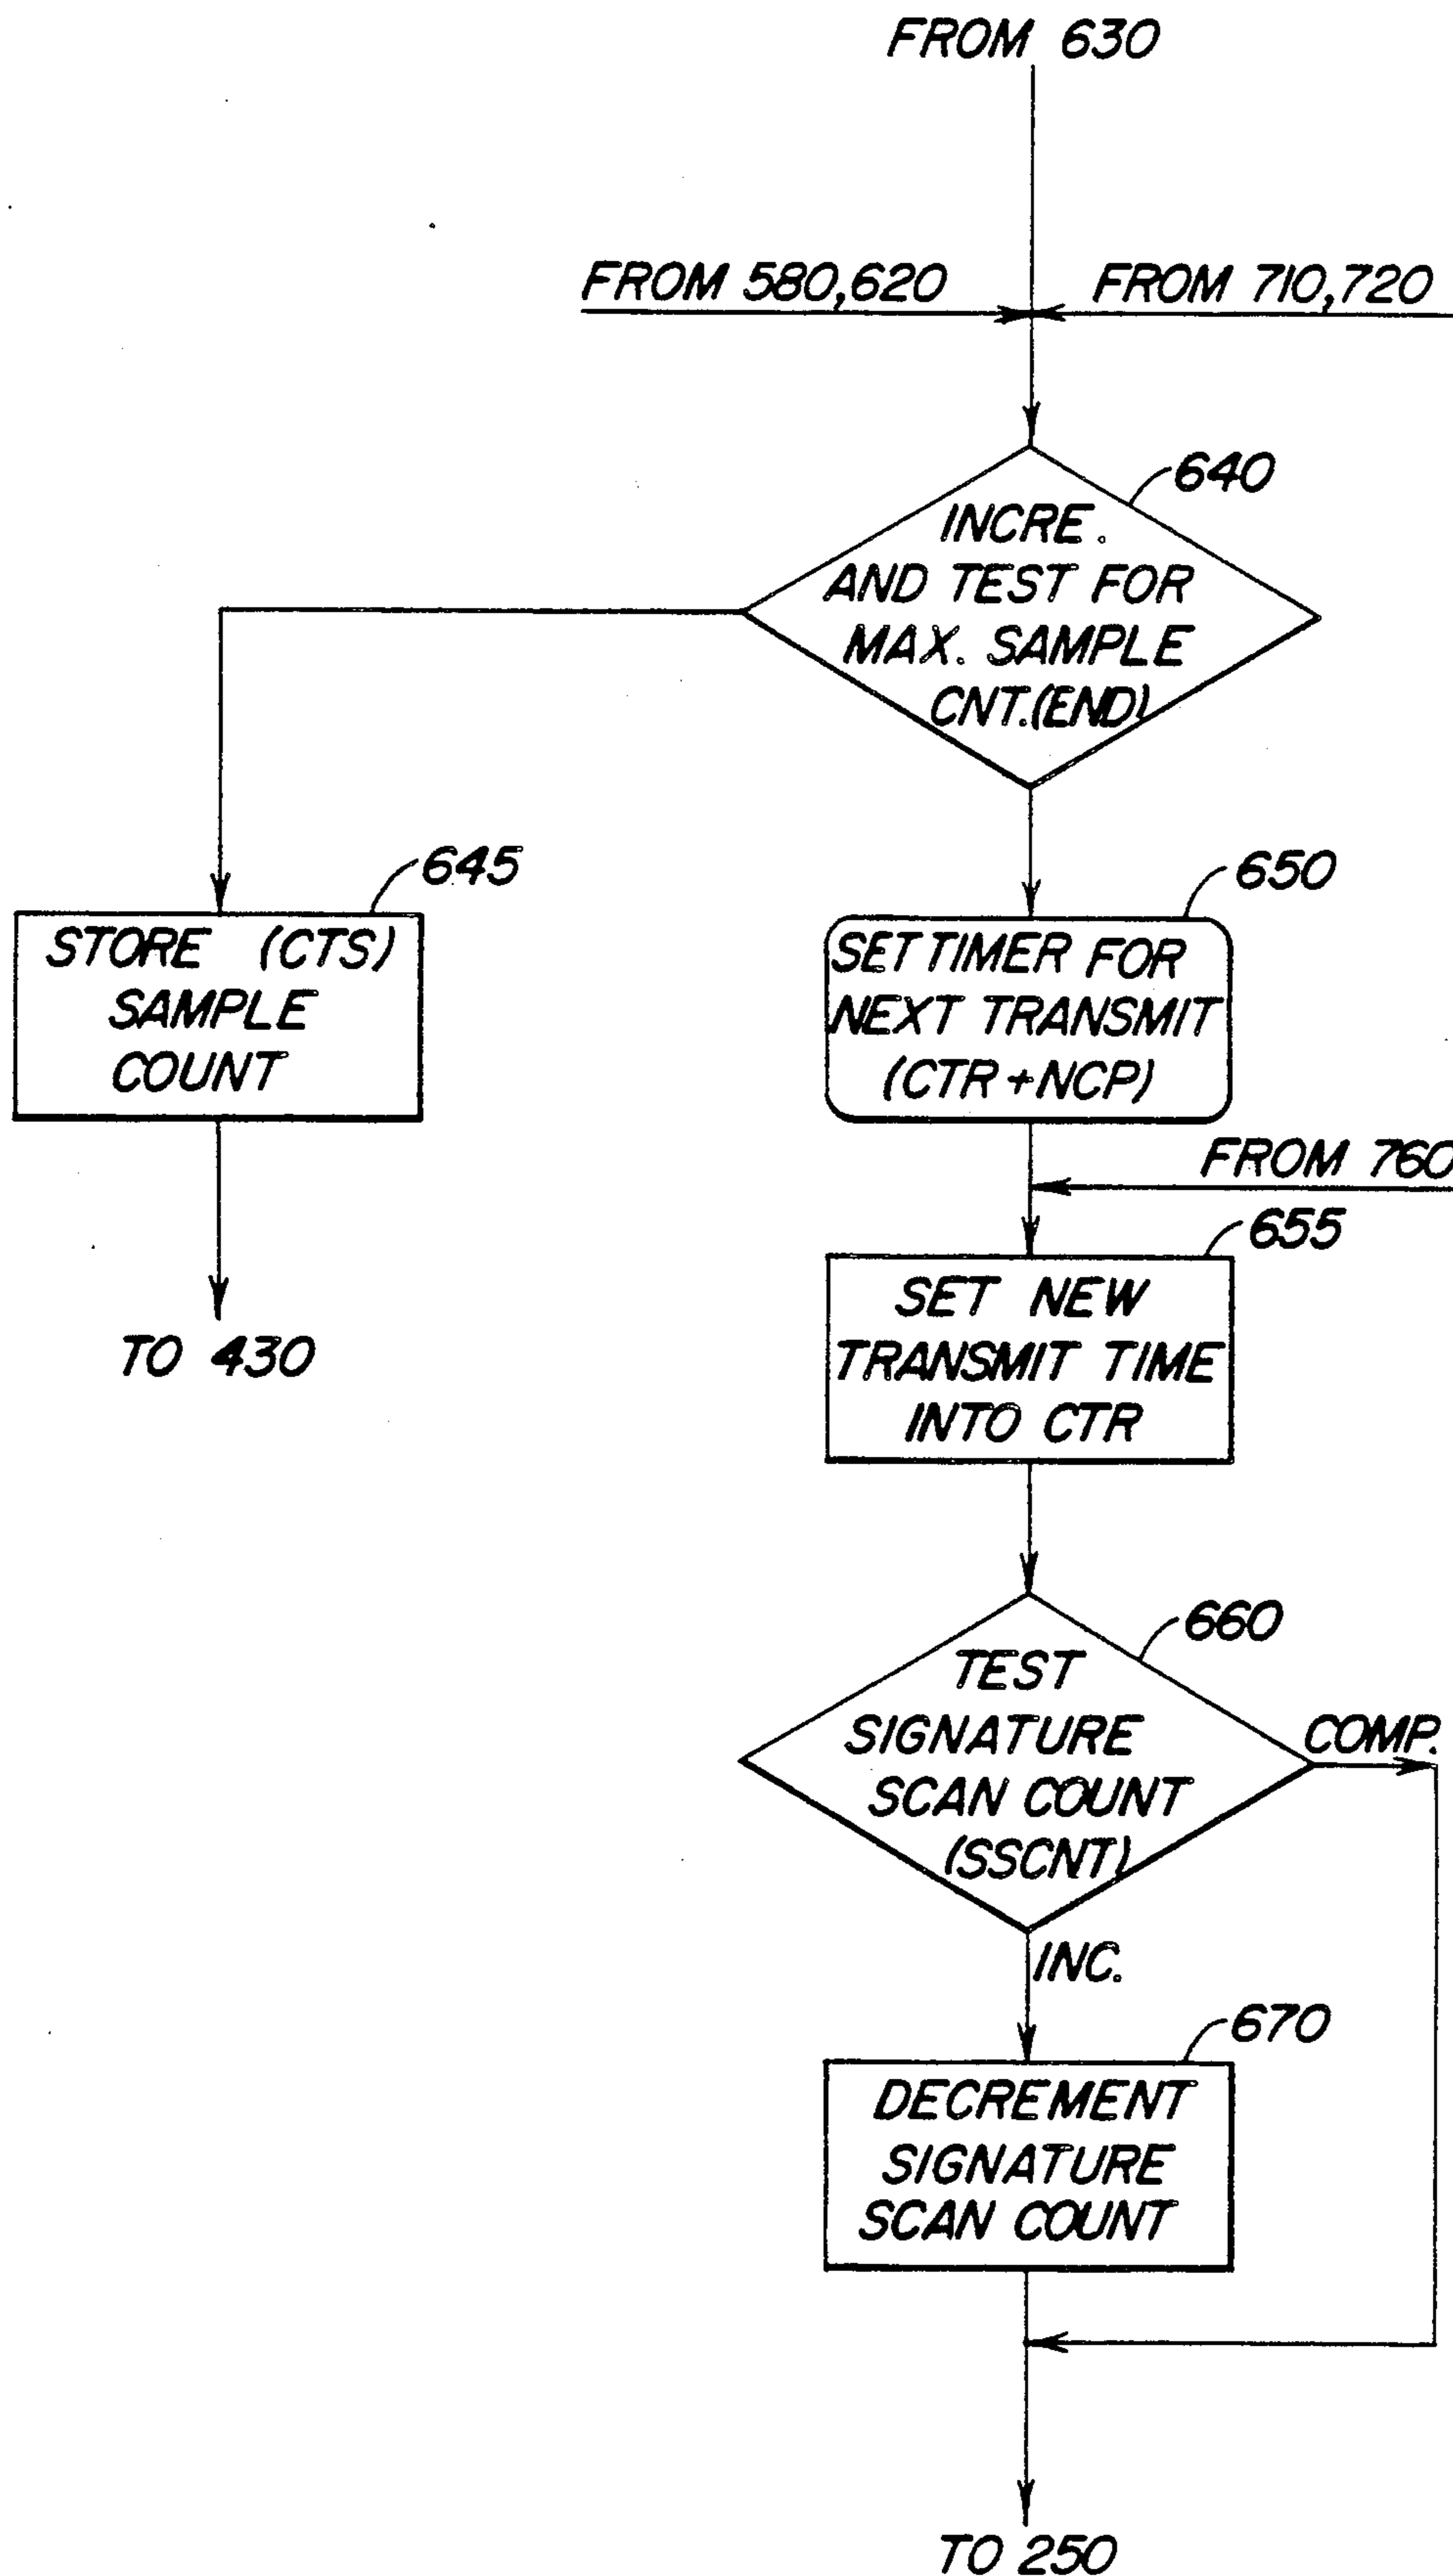 FROM 630
FROM 580,620
FROM 710,720
640
INCRE.
AND TEST FOR
MAX. SAMPLE
CNT.(END)
645
STORE (CTS)
SAMPLE
COUNT
TO 430
650
SET TIMER FOR
NEXT TRANSMIT
(CTR+NCP)
FROM 760
655
SET NEW
TRANSMIT TIME
INTO CTR
660
TEST
SIGNATURE
SCAN COUNT
(SSCNT)
COMP.
INC.
670
DECREMENT
SIGNATURE
SCAN COUNT
TO 250